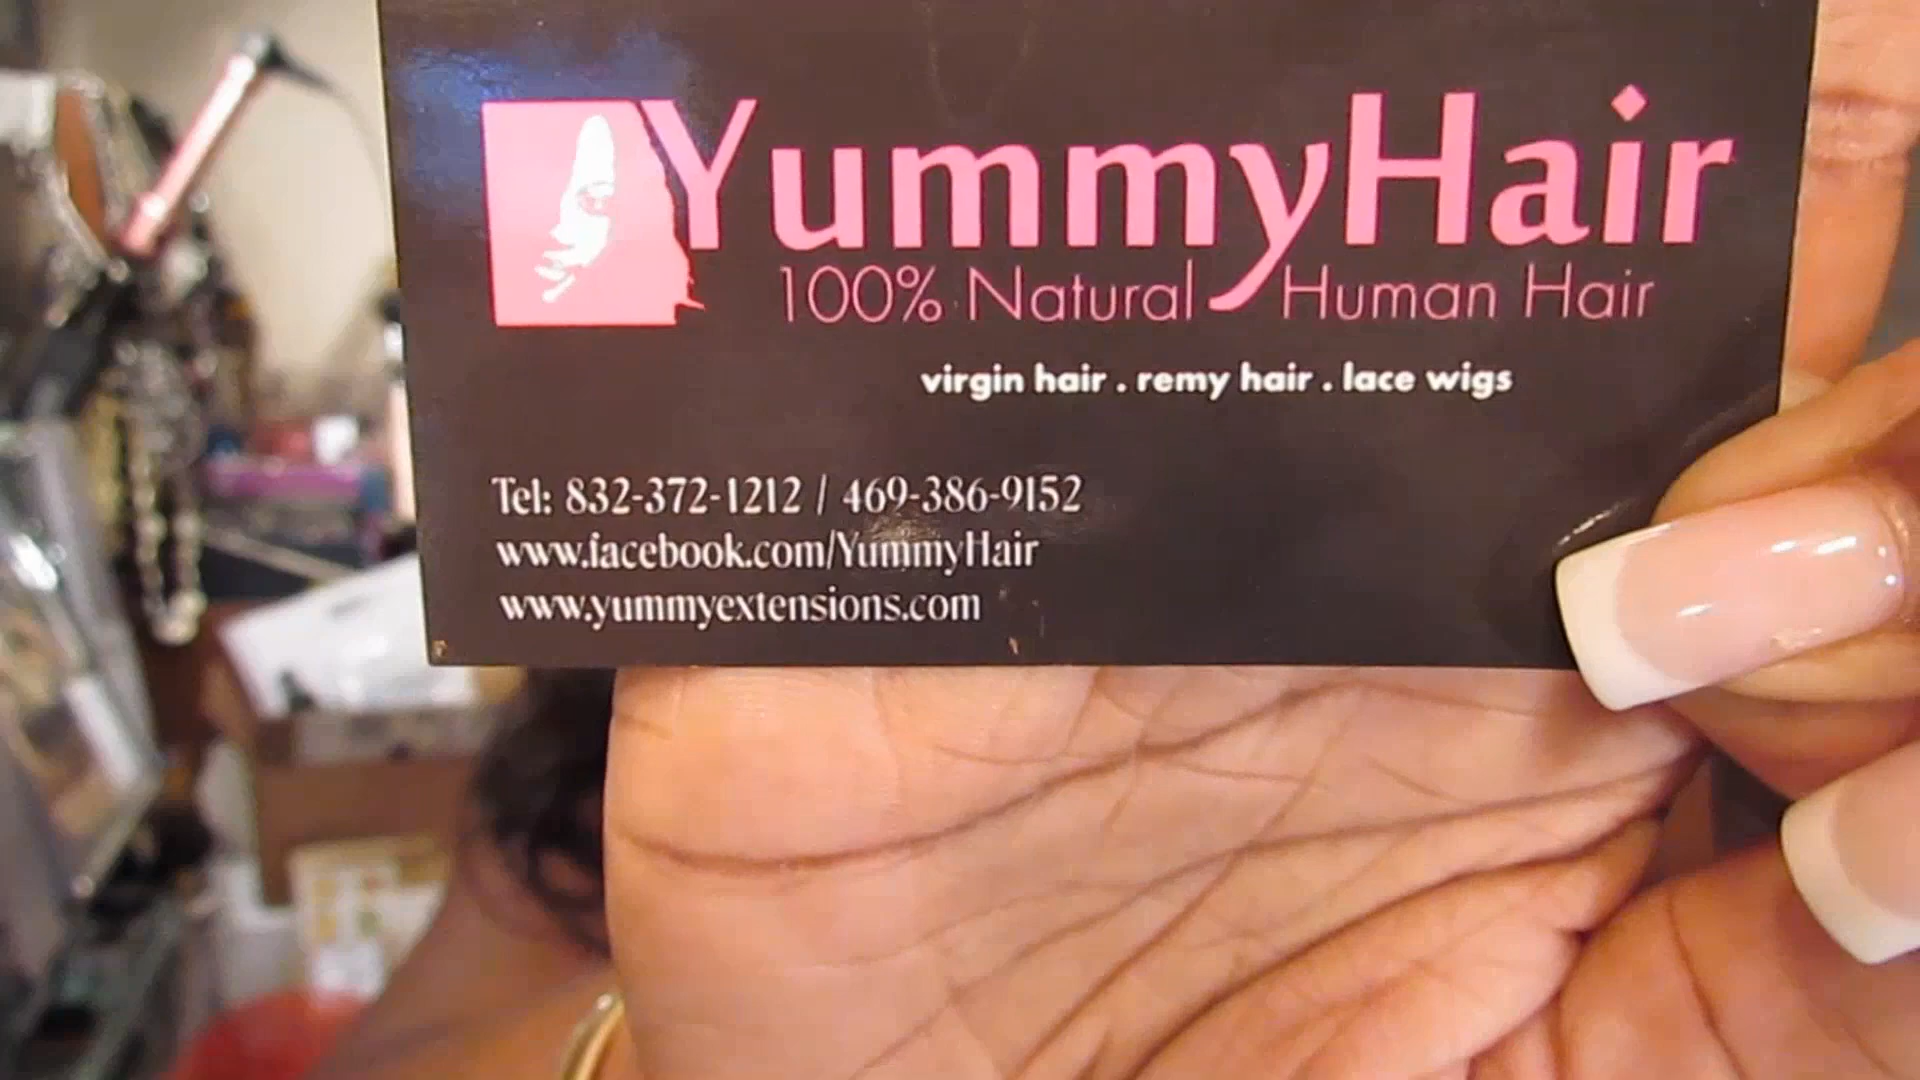 YummyHair
100% Natural Human Hair
virgin hair . remy hair . lace wigs
Tel: 832-372-1212 / 469-386-9152
www.facebook.com/YummyHair
www.yummyextensions.com